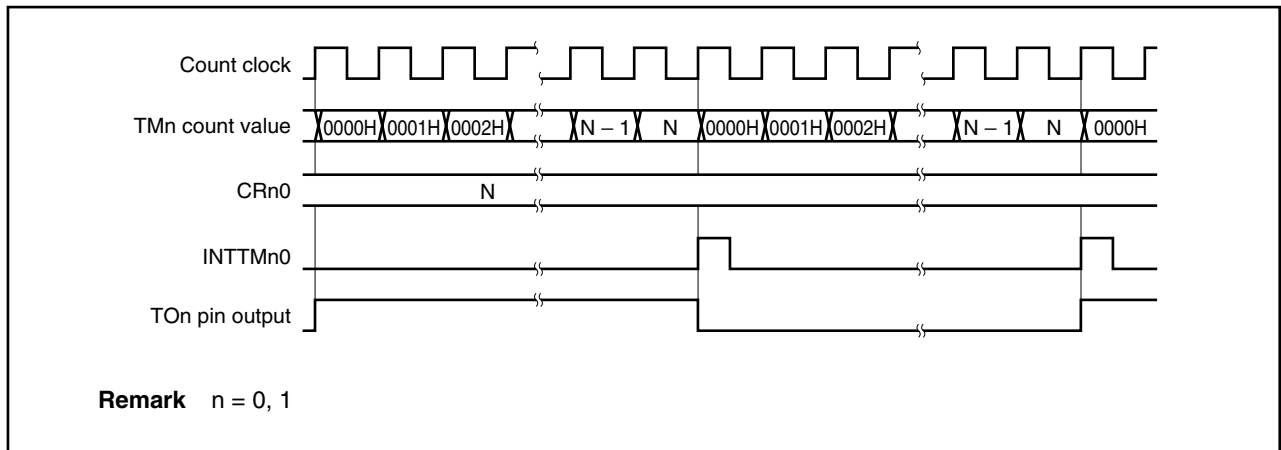 Count clock
TMn count value 0000H 0001H 0002H N – 1 N 0000H 0001H 0002H N – 1 N 0000H
CRn0 N
INTTMn0
TOn pin output
Remark n = 0, 1